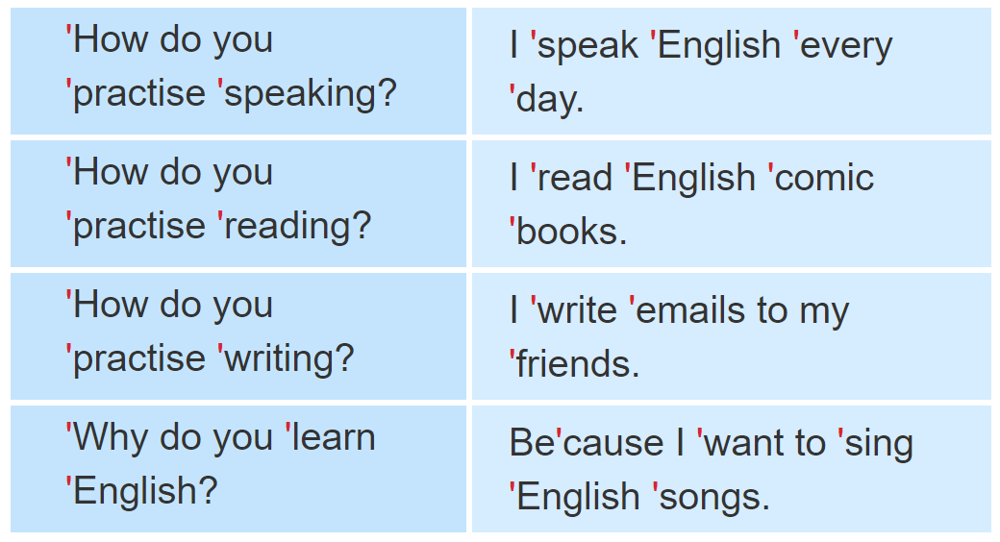 'How do you
'practise 'speaking?
I 'speak 'English 'every
'day.
'How do you
'practise 'reading?
I 'read 'English 'comic
'books.
'How do you
'practise 'writing?
I 'write 'emails to my
'friends.
'Why do you 'learn
'English?
Be'cause I 'want to 'sing
'English 'songs.